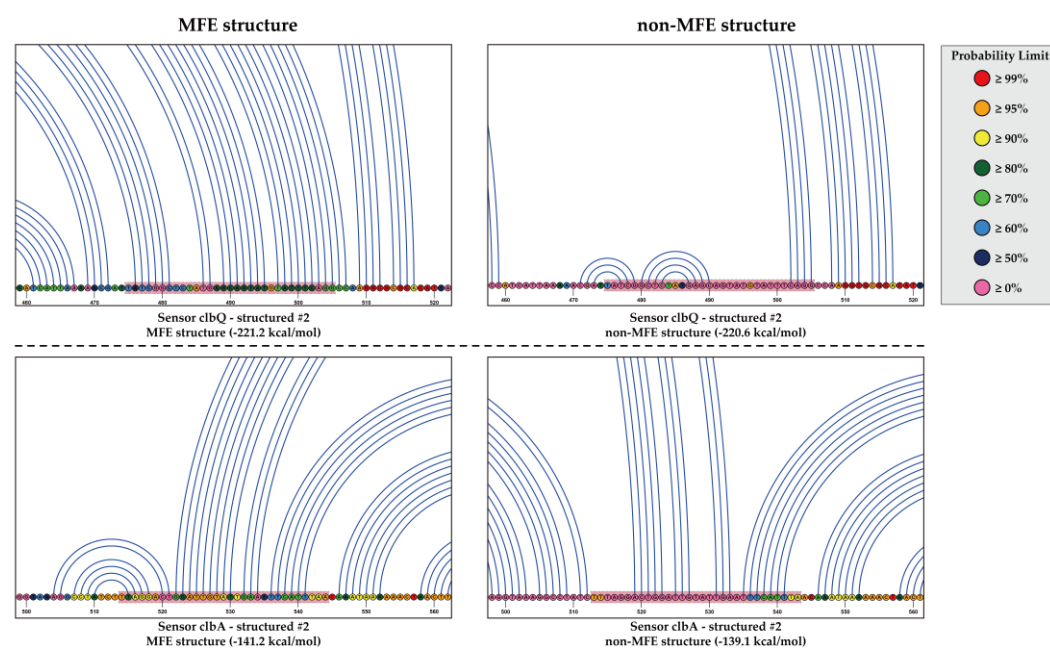 MFE structure
non-MFE structure
Probability Limit
≥ 99%
≥ 95%
≥ 90%
≥ 80%
≥ 70%
≥ 60%
≥ 50%
≥ 0%
460 470 480 490 500 510 520
460 470 480 490 500 510 520
Sensor clbQ - structured #2
MFE structure (-221.2 kcal/mol)
Sensor clbQ - structured #2
non-MFE structure (-220.6 kcal/mol)
500 510 520 530 540 550 560
500 510 520 530 540 550 560
Sensor clbA - structured #2
MFE structure (-141.2 kcal/mol)
Sensor clbA - structured #2
non-MFE structure (-139.1 kcal/mol)